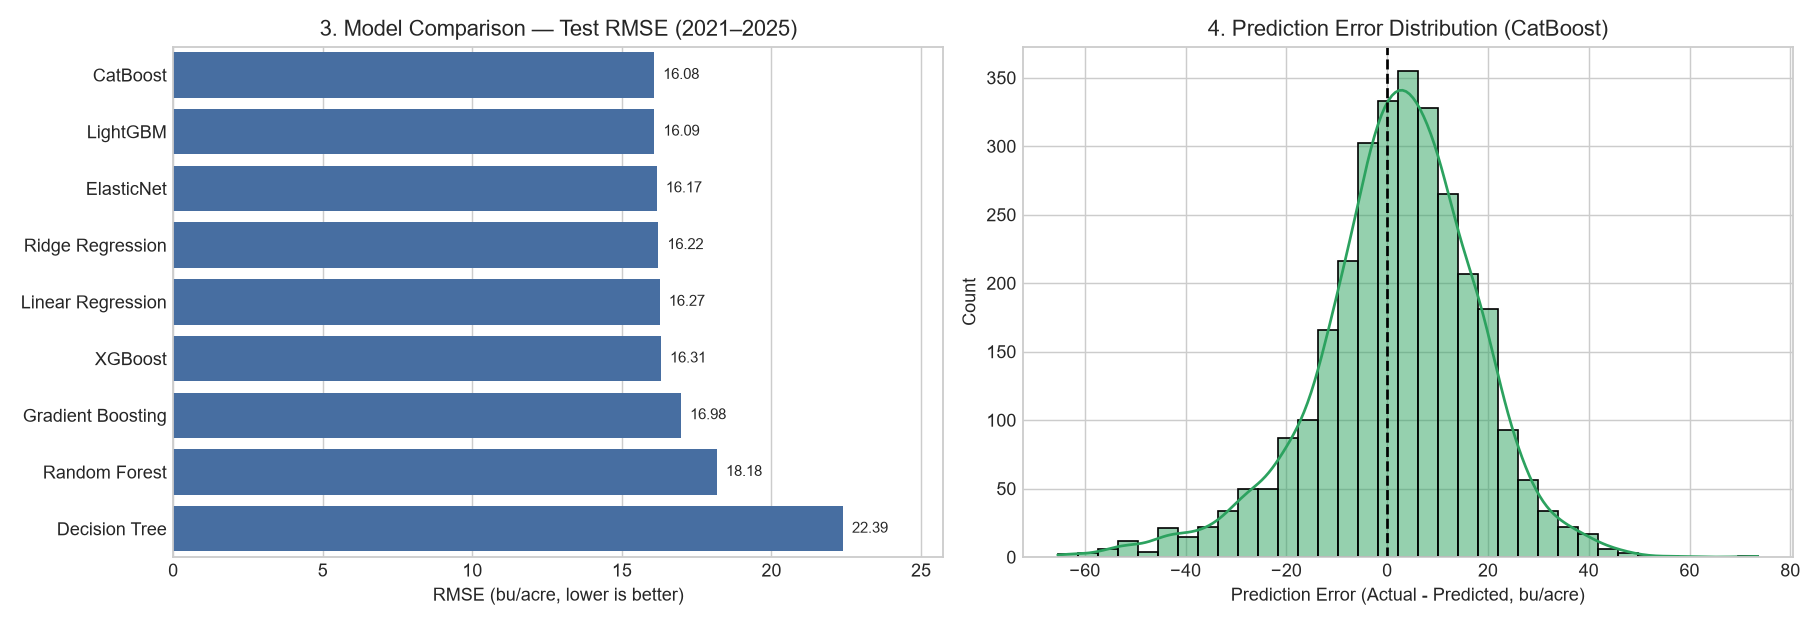 3. Model Comparison — Test RMSE (2021–2025)
CatBoost
16.08
LightGBM
16.09
ElasticNet
16.17
Ridge Regression
16.22
Linear Regression
16.27
XGBoost
16.31
Gradient Boosting
16.98
Random Forest
18.18
Decision Tree
22.39
0 5 10 15 20 25
RMSE (bu/acre, lower is better)
4. Prediction Error Distribution (CatBoost)
Count
350
300
250
200
150
100
50
0
−60 −40 −20 0 20 40 60 80
Prediction Error (Actual - Predicted, bu/acre)